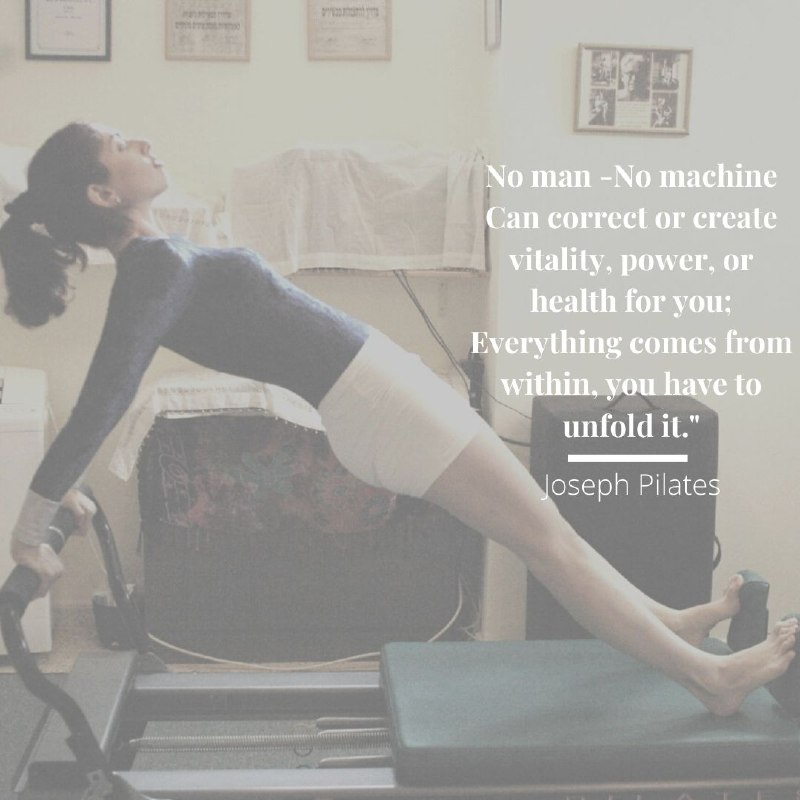 No man -No machine
Can correct or create
vitality, power, or
health for you;
Everything comes from
within, you have to
unfold it."
Joseph Pilates